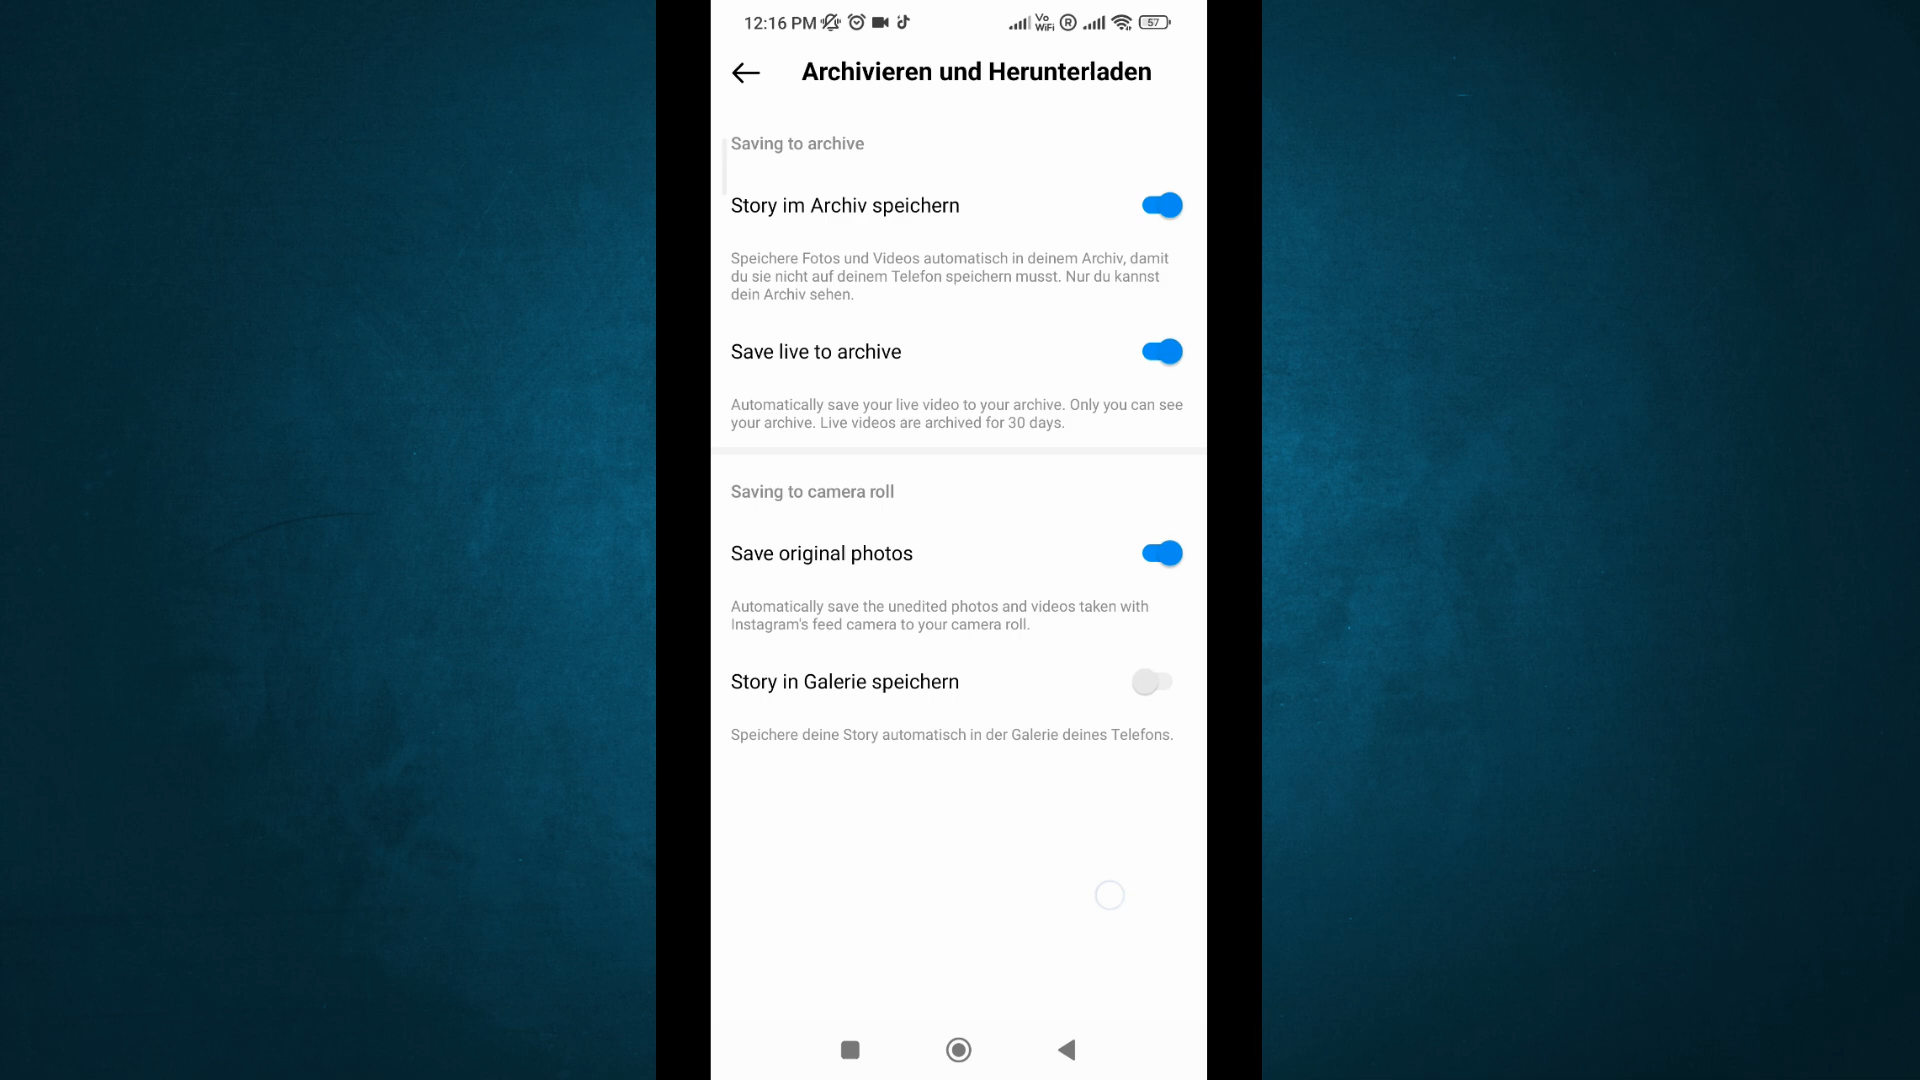 12:16 PM
Vo
WiFi
R
57
Archivieren und Herunterladen
Saving to archive
Story im Archiv speichern
Speichere Fotos und Videos automatisch in deinem Archiv, damit
du sie nicht auf deinem Telefon speichern musst. Nur du kannst
dein Archiv sehen.
Save live to archive
Automatically save your live video to your archive. Only you can see
your archive. Live videos are archived for 30 days.
Saving to camera roll
Save original photos
Automatically save the unedited photos and videos taken with
Instagram's feed camera to your camera roll.
Story in Galerie speichern
Speichere deine Story automatisch in der Galerie deines Telefons.